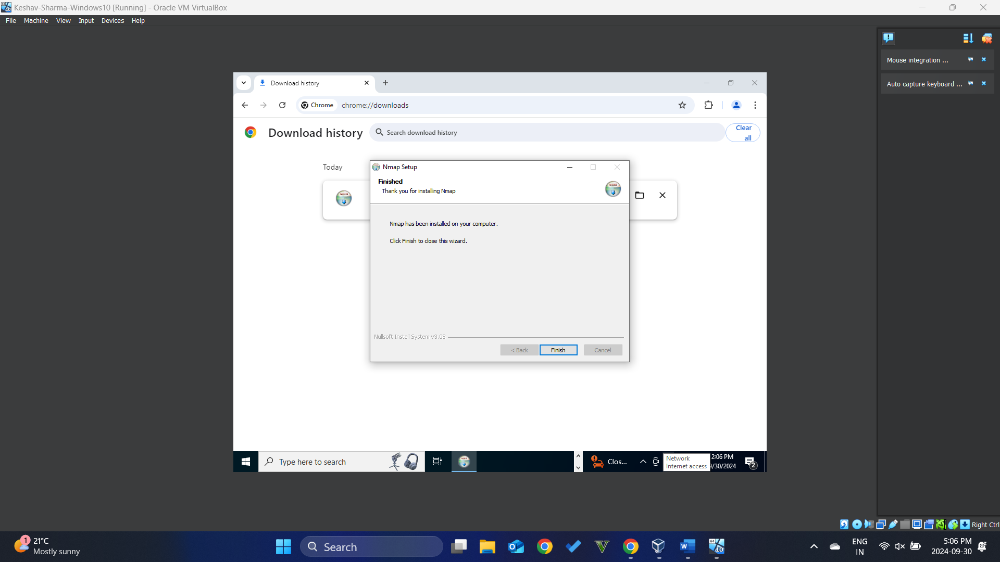 Keshav-Sharma-Windows10 [Running] - Oracle VM VirtualBox
File Machine View Input Devices Help
Mouse integration ...
Auto capture keyboard ...
Download history
Chrome chrome://downloads
Download history
Search download history
Clear
all
Today
Nmap Setup
Finished
Thank you for installing Nmap
Nmap has been installed on your computer.
Click Finish to close this wizard.
Nullsoft Install System v3.08
< Back Finish Cancel
Type here to search
Clos...
Network
Internet access
2:06 PM
/30/2024
2
Right Ctrl
1
21°C
Mostly sunny
Search
64
10
ENG
IN
5:06 PM
2024-09-30